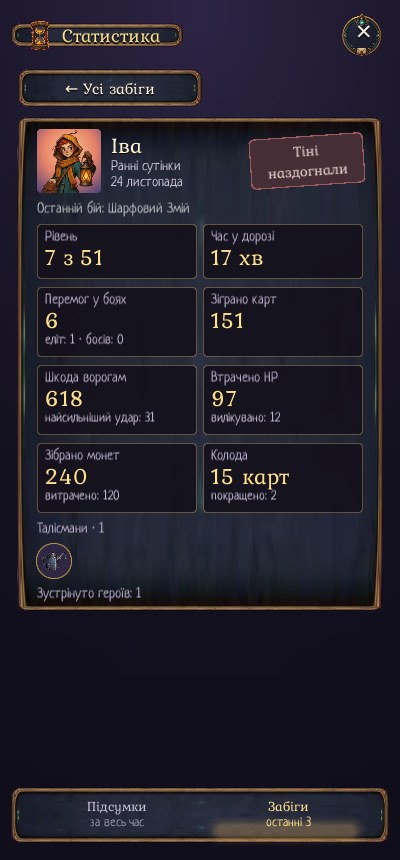 Статистика
← Усі забіги
Іва
Ранні сутінки
24 листопада
Тіні
наздогнали
Останній бій: Шарфовий Змій
Рівень
7 з 51
Час у дорозі
17 хв
Перемог у боях
6
еліт: 1 · босів: 0
Зіграно карт
151
Шкода ворогам
618
найсильніший удар: 31
Втрачено HP
97
вилікувано: 12
Зібрано монет
240
витрачено: 120
Колода
15 карт
покращено: 2
Талісмани · 1
Зустрінуто героїв: 1
Підсумки
за весь час
Забіги
останні 3